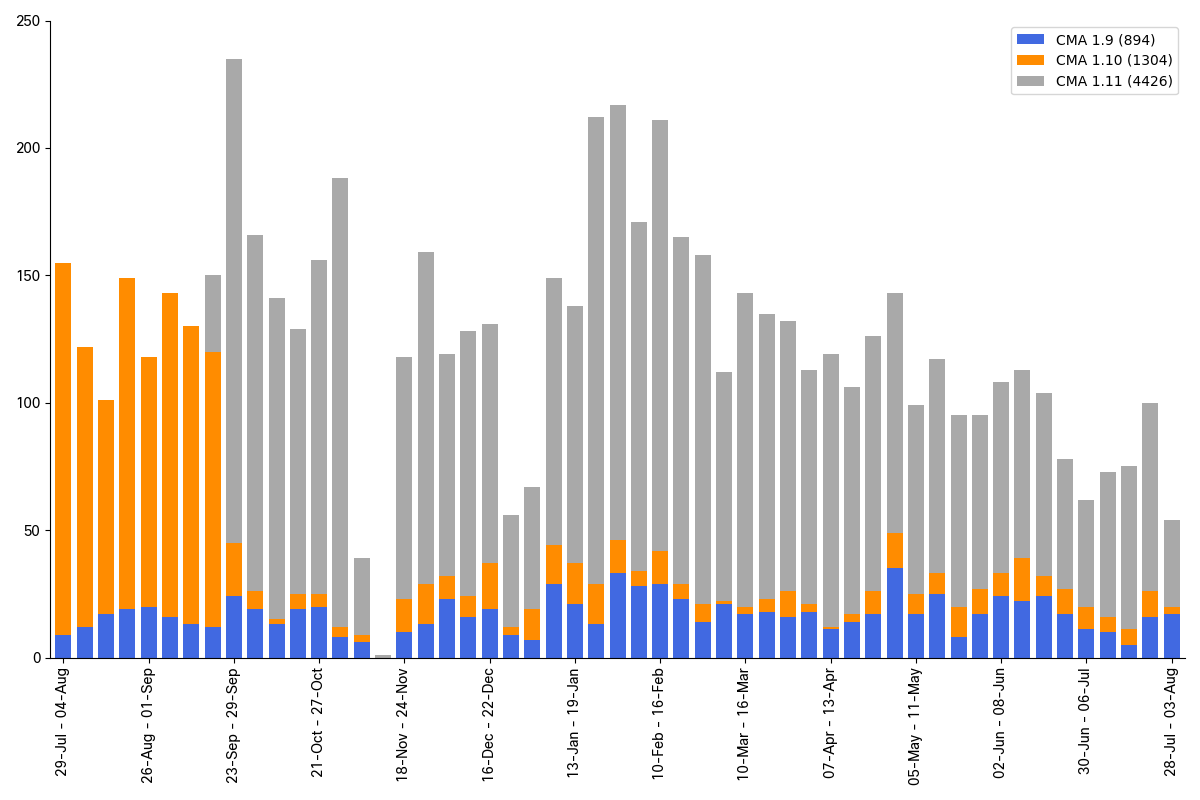 250
200
150
100
50
0
CMA 1.9 (894)
CMA 1.10 (1304)
CMA 1.11 (4426)
29-Jul - 04-Aug
26-Aug - 01-Sep
23-Sep - 29-Sep
21-Oct - 27-Oct
18-Nov - 24-Nov
16-Dec - 22-Dec
13-Jan - 19-Jan
10-Feb - 16-Feb
10-Mar - 16-Mar
07-Apr - 13-Apr
05-May - 11-May
02-Jun - 08-Jun
30-Jun - 06-Jul
28-Jul - 03-Aug